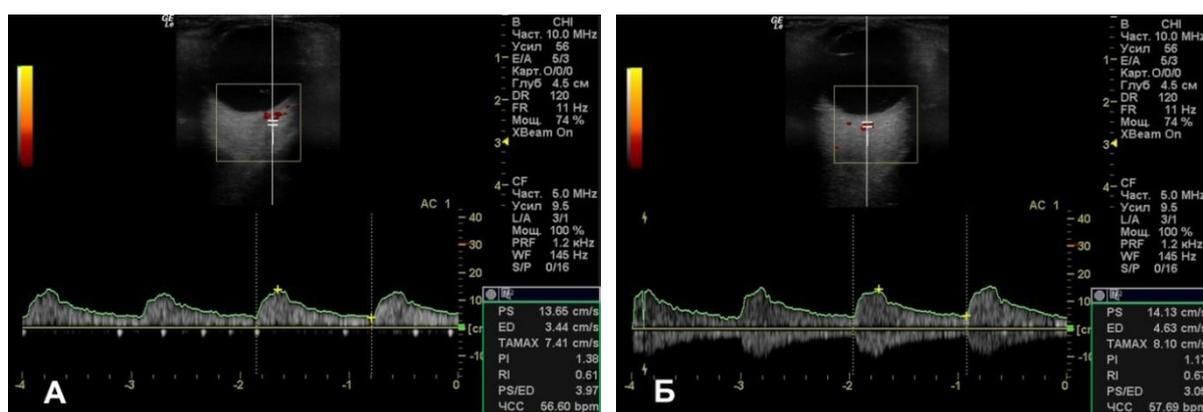 GE
Le
B CHI
Част. 10.0 MHz
Усил 56
E/A 5/3
Карт. O/0/0
Глуб 4.5 см
DR 120
FR 11 Hz
Мощ. 74 %
XBeam On
1
2
3
4
CF
Част. 5.0 MHz
Усил 9.5
L/A 3/1
Мощ. 100 %
PRF 1.2 кHz
WF 145 Hz
S/P 0/16
AC 1
40
30
20
10
[cm
-10
-4
-3
-2
-1
0
PS 13.65 cm/s
ED 3.44 cm/s
TAMAX 7.41 cm/s
PI 1.38
RI 0.61
PS/ED 3.97
ЧСС 56.60 bpm
А
GE
Le
B CHI
Част. 10.0 MHz
Усил 56
E/A 5/3
Карт. O/0/0
Глуб 4.5 см
DR 120
FR 11 Hz
Мощ. 74 %
XBeam On
1
2
3
4
CF
Част. 5.0 MHz
Усил 9.5
L/A 3/1
Мощ. 100 %
PRF 1.2 кHz
WF 145 Hz
S/P 0/16
AC 1
40
30
20
10
[cm
-10
-4
-3
-2
-1
0
PS 14.13 cm/s
ED 4.63 cm/s
TAMAX 8.10 cm/s
PI 1.17
RI 0.67
PS/ED 3.05
ЧСС 57.69 bpm
Б